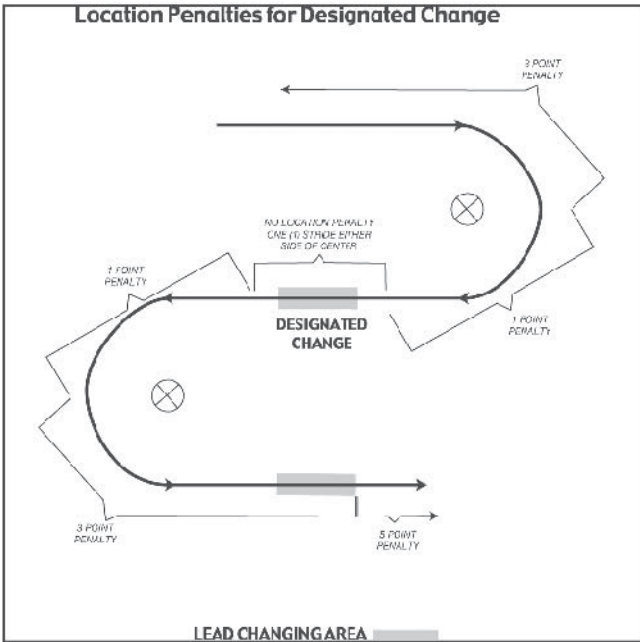 Location Penalties for Designated Change
3 POINT
PENALTY
NO LOCATION PENALTY
ONE (1) STRIDE EITHER
SIDE OF CENTER
1 POINT
PENALTY
1 POINT
PENALTY
DESIGNATED
CHANGE
3 POINT
PENALTY
5 POINT
PENALTY
LEAD CHANGING AREA